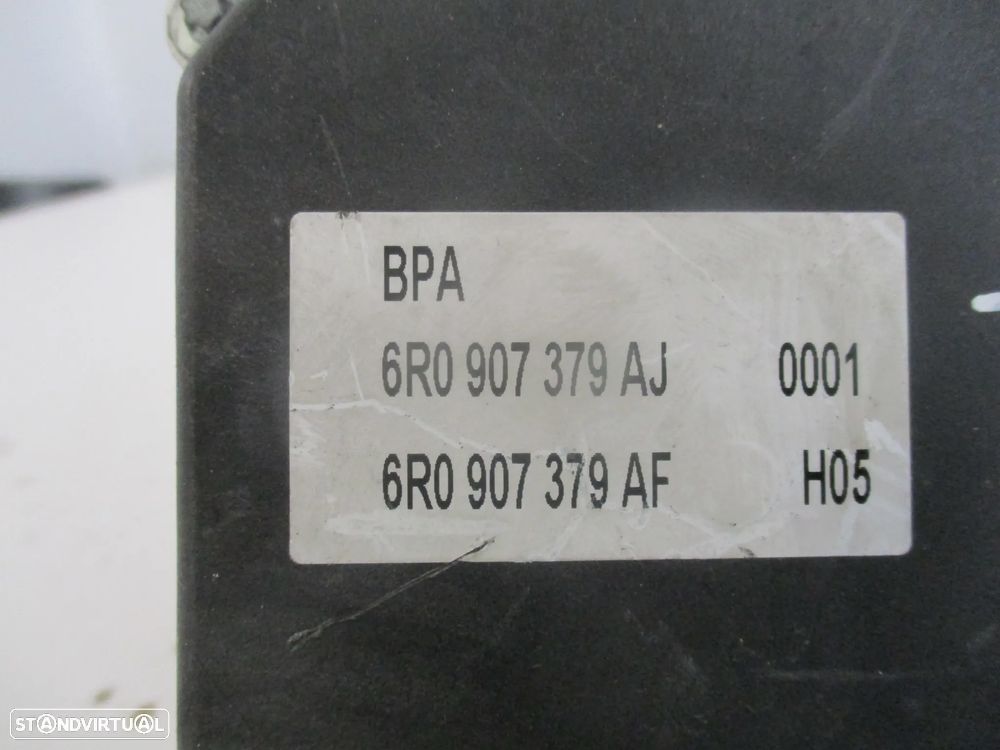 BPA
6R0 907 379 AJ 0001
6R0 907 379 AF H05
STANDVIRTUAL